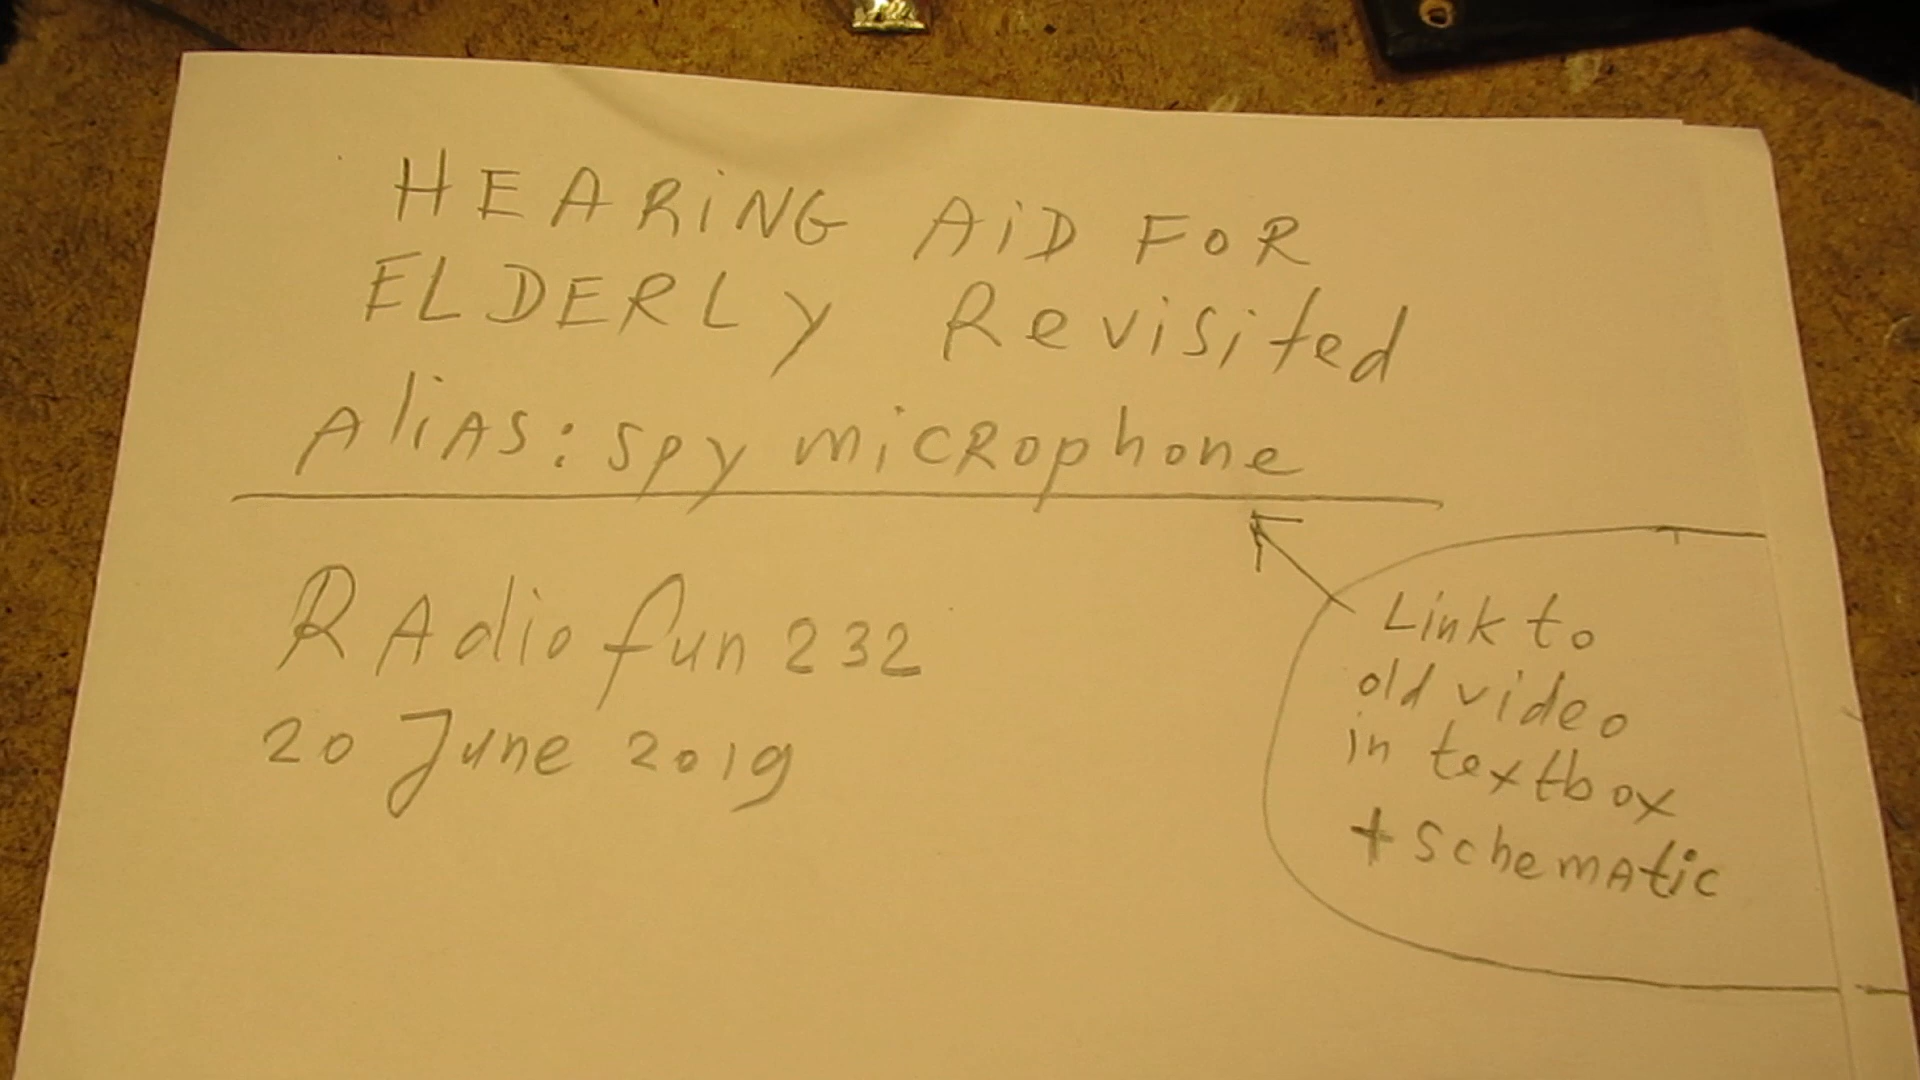 HEARiNG AiD FoR
ELDERLY Revisited
AliAS: spy micRophone
RAdio fun 232
20 June 2019
Link to
old video
in textbox
+ schemAtic